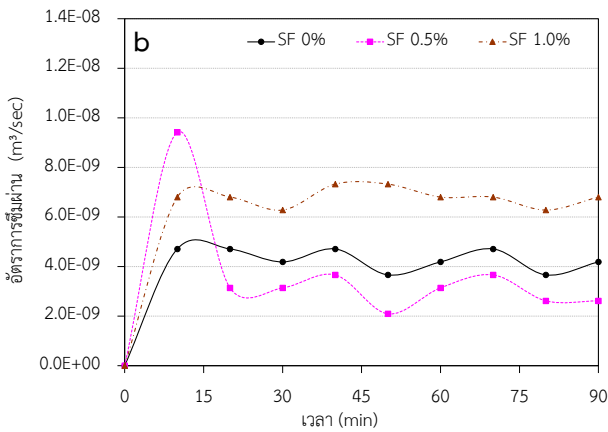 b
SF 0% SF 0.5% SF 1.0%
1.4E-08
1.2E-08
1.0E-08
8.0E-09
6.0E-09
4.0E-09
2.0E-09
0.0E+00
อัตราการซึมผ่าน (m³/sec)
0 15 30 45 60 75 90
เวลา (min)